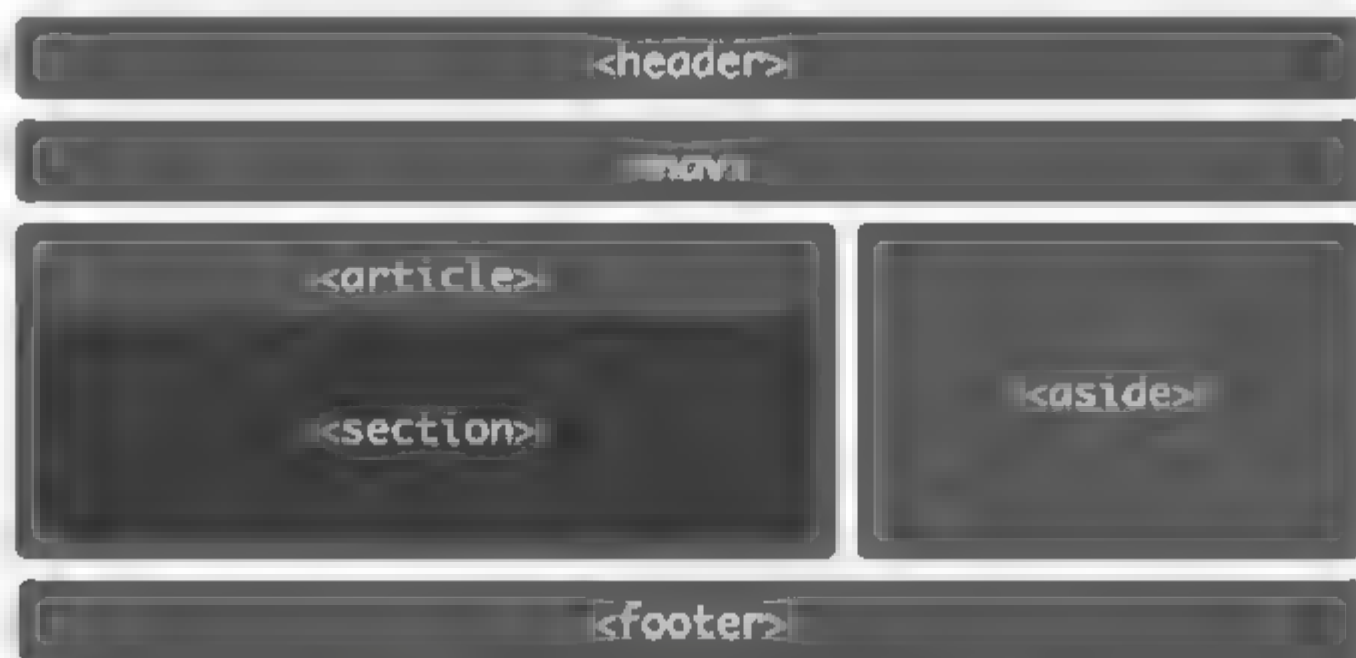 <header>
<article>
<section>
<aside>
<footer>